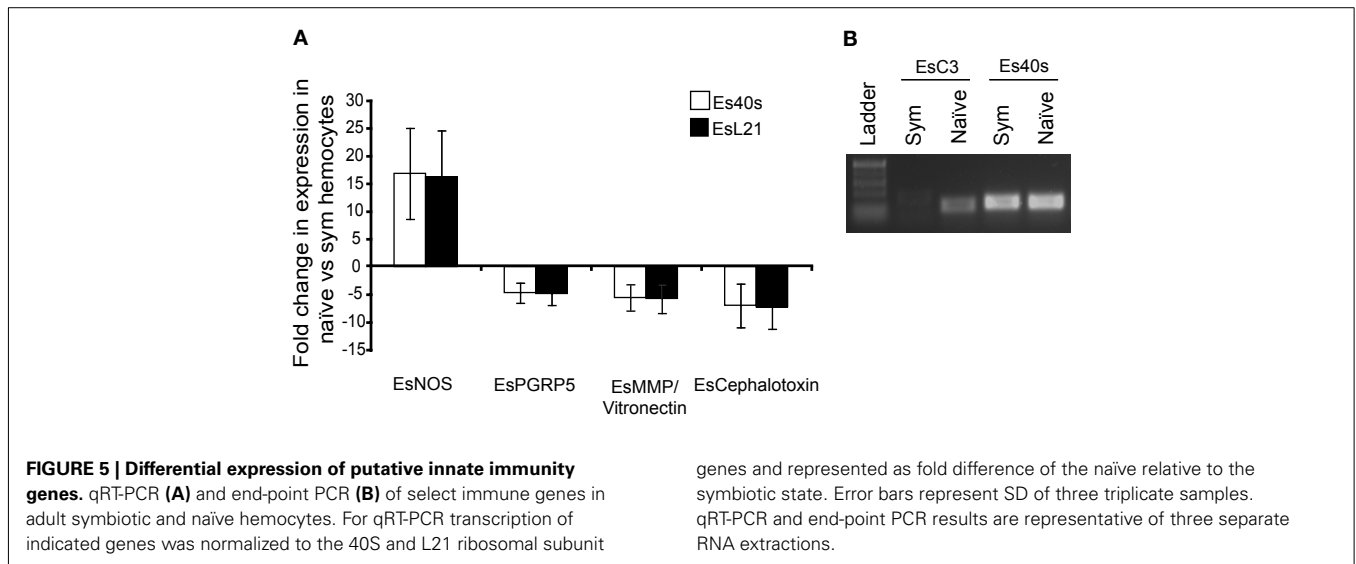 A
Fold change in expression in
naïve vs sym hemocytes
30
25
20
15
10
5
0
-5
-10
-15
Es40s
EsL21
EsNOS
EsPGRP5
EsMMP/
Vitronectin
EsCephalotoxin
B
EsC3
Es40s
Ladder
Sym
Naïve
Sym
Naïve
FIGURE 5 | Differential expression of putative innate immunity
genes. qRT-PCR (A) and end-point PCR (B) of select immune genes in
adult symbiotic and naïve hemocytes. For qRT-PCR transcription of
indicated genes was normalized to the 40S and L21 ribosomal subunit
genes and represented as fold difference of the naïve relative to the
symbiotic state. Error bars represent SD of three triplicate samples.
qRT-PCR and end-point PCR results are representative of three separate
RNA extractions.